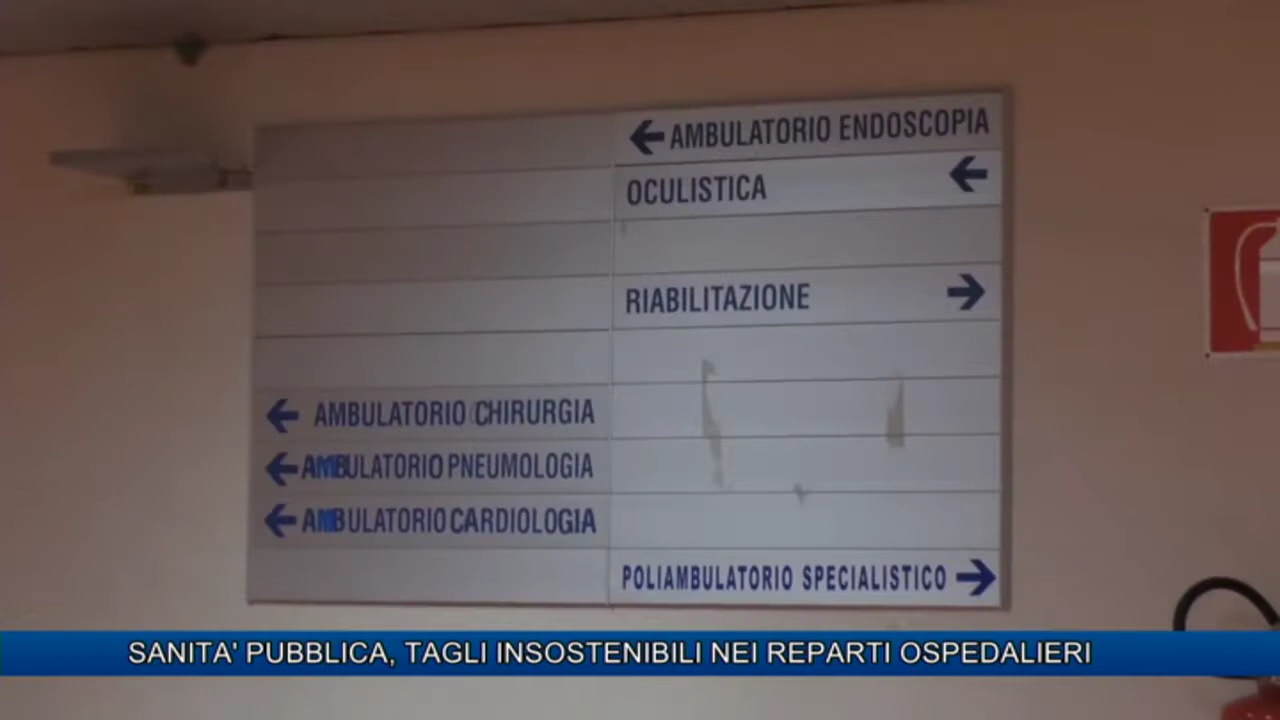 AMBULATORIO ENDOSCOPIA
OCULISTICA
RIABILITAZIONE
AMBULATORIO CHIRURGIA
AMBULATORIO PNEUMOLOGIA
AMBULATORIO CARDIOLOGIA
POLIAMBULATORIO SPECIALISTICO
SANITA' PUBBLICA, TAGLI INSOSTENIBILI NEI REPARTI OSPEDALIERI